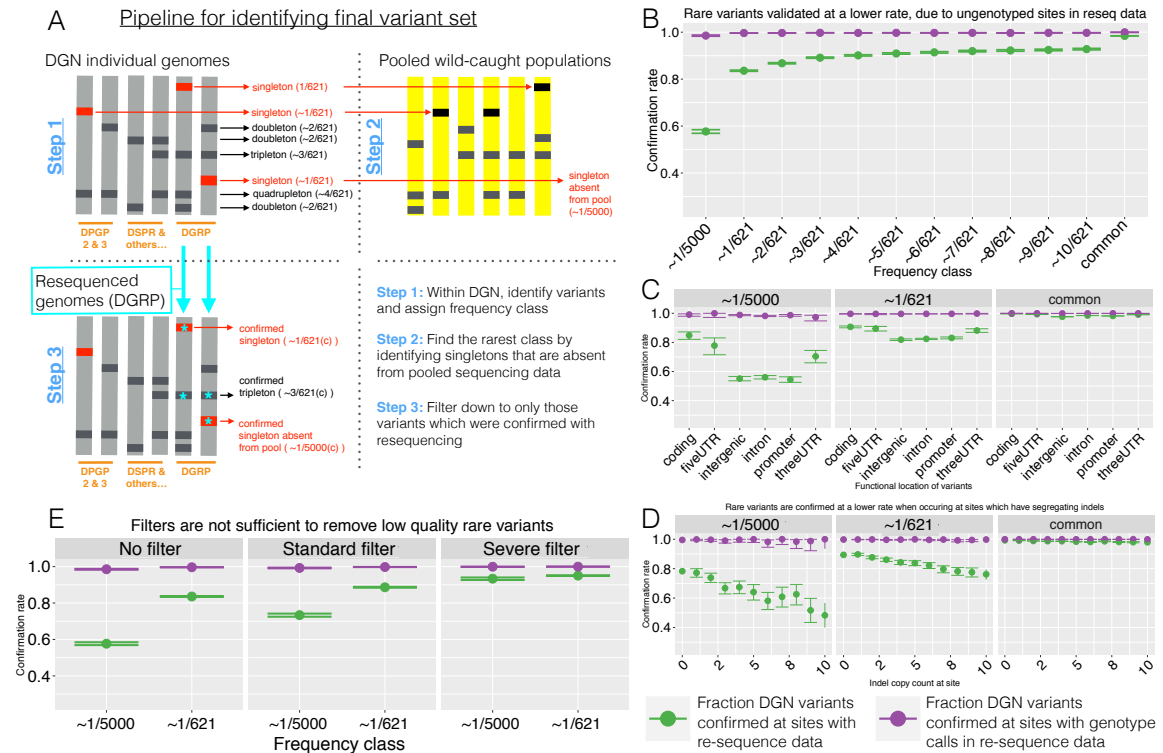 A
Pipeline for identifying final variant set
DGN individual genomes
Pooled wild-caught populations
Step 1
singleton (1/621)
singleton (~1/621)
doubleton (~2/621)
doubleton (~2/621)
tripleton (~3/621)
singleton (~1/621)
quadrupleton (~4/621)
doubleton (~2/621)
DPGP
2 & 3
DSPR &
others...
DGRP
Step 2
singleton
absent
from pool
(~1/5000)
Resequenced
genomes (DGRP)
Step 3
confirmed
singleton (~1/621(c) )
confirmed
tripleton (~3/621(c) )
confirmed
singleton absent
from pool (~1/5000(c) )
DPGP
2 & 3
DSPR &
others...
DGRP
Step 1: Within DGN, identify variants
and assign frequency class
Step 2: Find the rarest class by
identifying singletons that are absent
from pooled sequencing data
Step 3: Filter down to only those
variants which were confirmed with
resequencing
B
Rare variants validated at a lower rate, due to ungenotyped sites in reseq data
Confirmation rate
1.0
0.8
0.6
0.4
~1/5000
~1/621
~2/621
~3/621
~4/621
~5/621
~6/621
~7/621
~8/621
~9/621
~10/621
common
Frequency class
C
~1/5000
~1/621
common
Confirmation rate
1.0
0.8
0.6
0.4
coding
fiveUTR
intergenic
intron
promoter
threeUTR
coding
fiveUTR
intergenic
intron
promoter
threeUTR
coding
fiveUTR
intergenic
intron
promoter
threeUTR
Functional location of variants
D
Rare variants are confirmed at a lower rate when occuring at sites which have segregating indels
~1/5000
~1/621
common
Confirmation rate
1.0
0.8
0.6
0.4
0
3
5
8
10
0
3
5
8
10
0
3
5
8
10
Indel copy count at site
E
Filters are not sufficient to remove low quality rare variants
No filter
Standard filter
Severe filter
Confirmation rate
1.0
0.8
0.6
0.4
~1/5000
~1/621
~1/5000
~1/621
~1/5000
~1/621
Frequency class
Fraction DGN variants
confirmed at sites with
re-sequence data
Fraction DGN variants
confirmed at sites with genotype
calls in re-sequence data